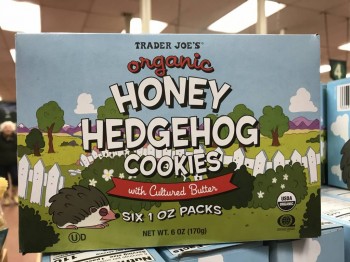 TRADER JOE'S
organic
HONEY
HEDGEHOG
COOKIES
with Cultured Butter
SIX 1 OZ PACKS
NET WT. 6 OZ (170g)
U D
USDA
ORGANIC